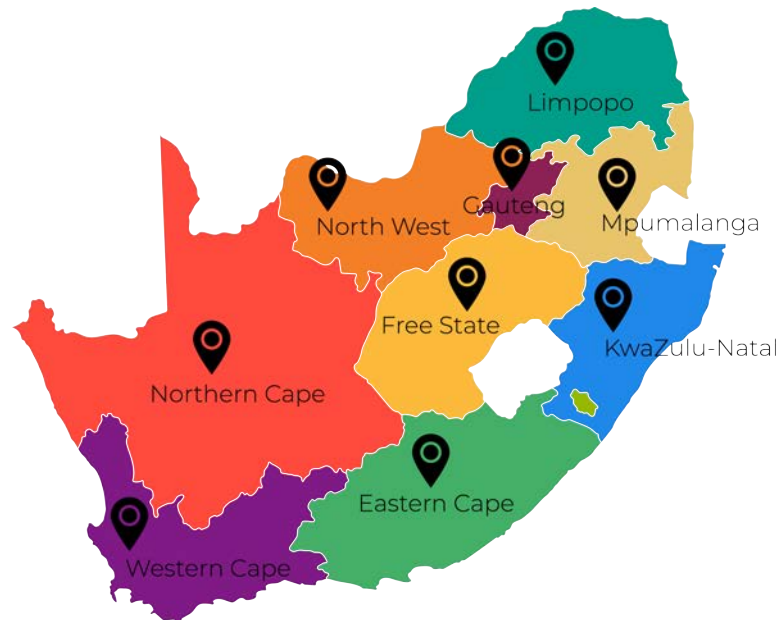 Limpopo
Gauteng
North West
Mpumalanga
Free State
KwaZulu-Natal
Northern Cape
Eastern Cape
Western Cape